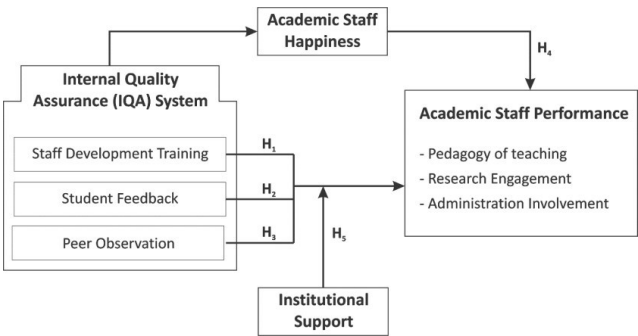 Academic Staff
Happiness
H₄
Internal Quality
Assurance (IQA) System
Academic Staff Performance
Staff Development Training
H₁
- Pedagogy of teaching
- Research Engagement
Student Feedback
H₂
- Administration Involvement
Peer Observation
H₃
H₅
Institutional
Support